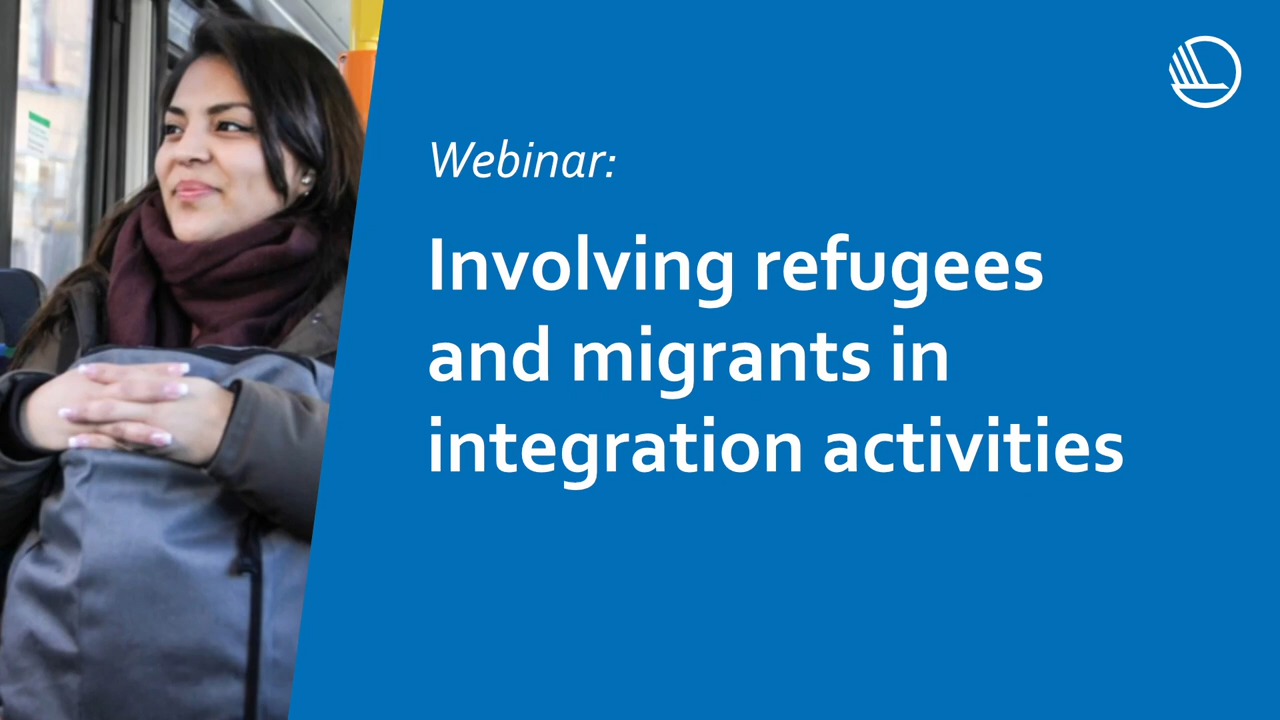 Webinar:
Involving refugees
and migrants in
integration activities